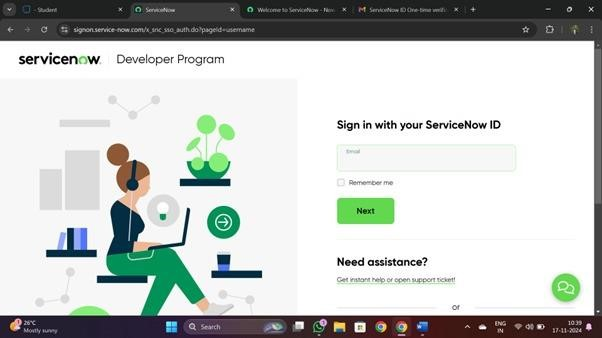 - Student
ServiceNow
Welcome to ServiceNow - Nov
ServiceNow ID One-time verific
signon.service-now.com/x_snc_sso_auth.do?pageid=username
servicenow. Developer Program
Sign in with your ServiceNow ID
Email
Remember me
Next
Need assistance?
Get instant help or open support ticket!
or
26°C
Mostly sunny
Search
ENG
IN
10:39
17-11-2024